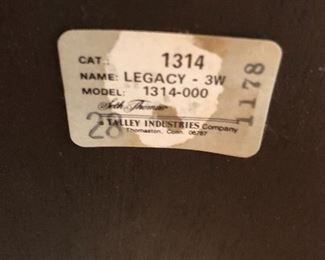 CAT.: 1314
NAME: LEGACY - 3W
MODEL: 1314-000
Seth Thomas
28
a TALLEY INDUSTRIES Company
Thomaston, Conn. 06787
1178